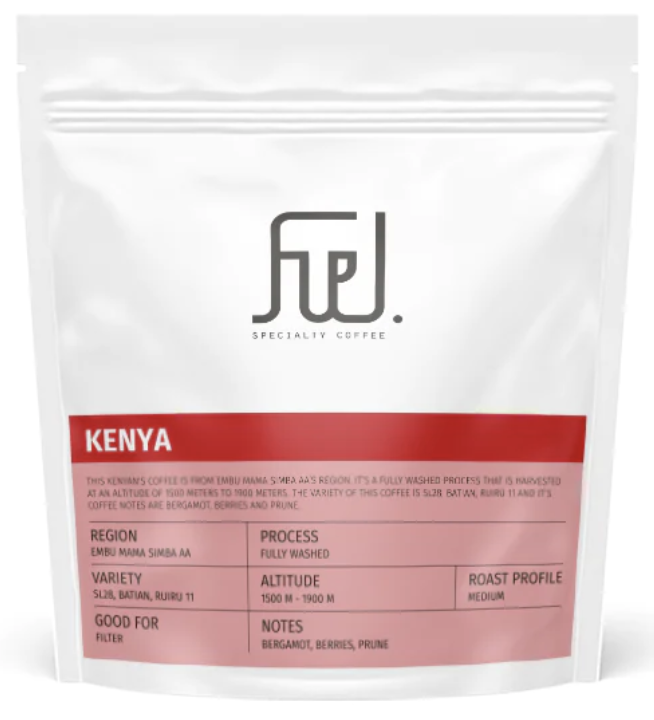 fuel.
SPECIALTY COFFEE
KENYA
THIS KENYAN'S COFFEE IS FROM EMBU MAMA SIMBA AA'S REGION. IT'S A FULLY WASHED PROCESS THAT IS HARVESTED
AT AN ALTITUDE OF 1500 METERS TO 1900 METERS. THE VARIETY OF THIS COFFEE IS SL28, BATIAN, RUIRU 11 AND IT'S
COFFEE NOTES ARE BERGAMOT, BERRIES AND PRUNE.
REGION
EMBU MAMA SIMBA AA
PROCESS
FULLY WASHED
VARIETY
SL28, BATIAN, RUIRU 11
ALTITUDE
1500 M - 1900 M
ROAST PROFILE
MEDIUM
GOOD FOR
FILTER
NOTES
BERGAMOT, BERRIES, PRUNE